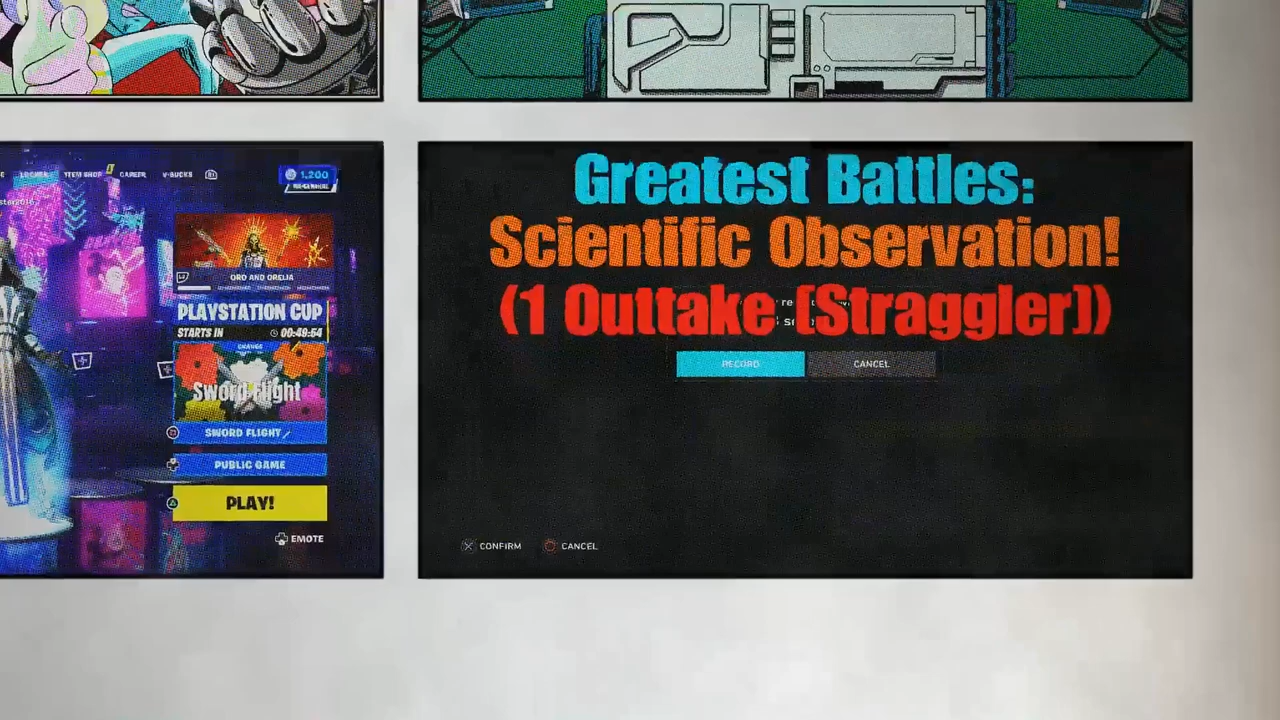 LOCKER ITEM SHOP CAREER V-BUCKS
1,200
ORO AND ORELIA
PLAYSTATION CUP
STARTS IN 00:49:54
CHANGE
Sword Flight
SWORD FLIGHT
PUBLIC GAME
PLAY!
EMOTE
Greatest Battles:
Scientific Observation!
(1 Outtake [Straggler])
RECORD CANCEL
CONFIRM CANCEL